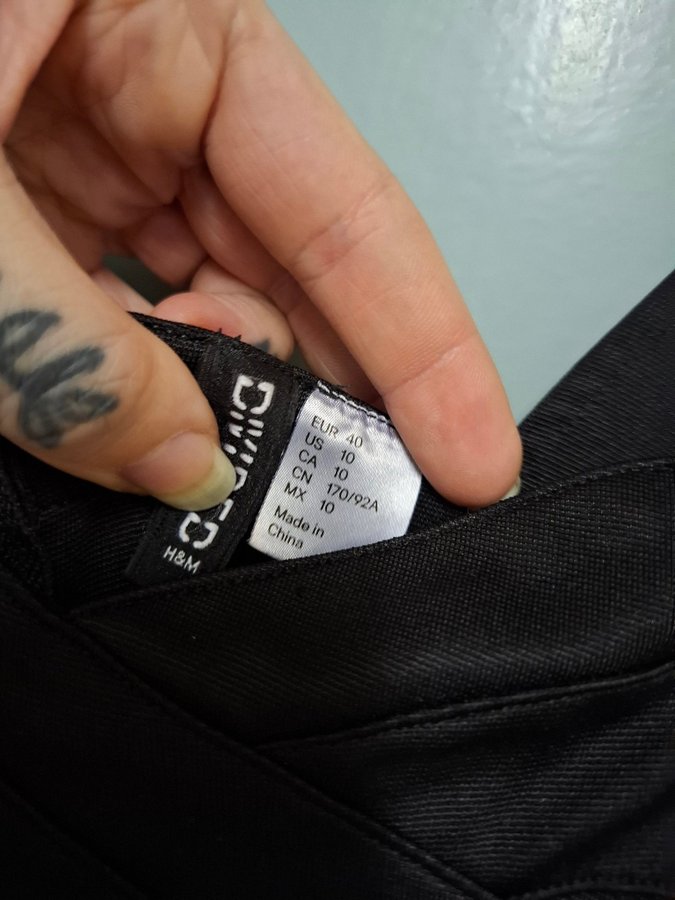 DIVIDED
H&M
EUR 40
US 10
CA 10
CN 170/92A
MX 10
Made in
China